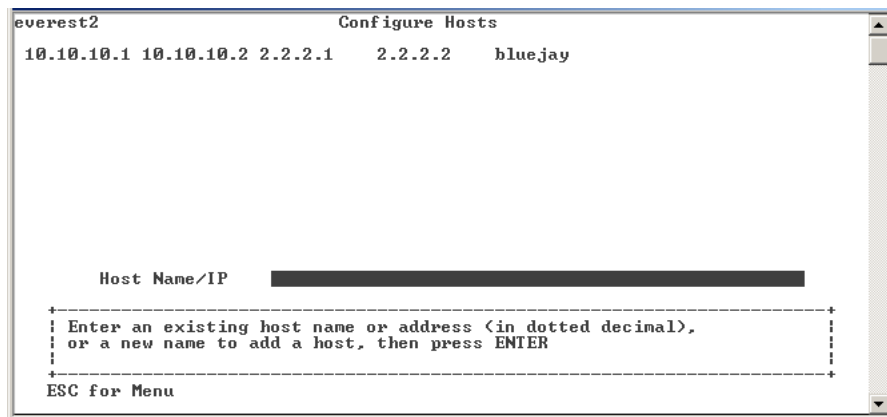 everest2 Configure Hosts
10.10.10.1 10.10.10.2 2.2.2.1 2.2.2.2 bluejay
Host Name/IP
Enter an existing host name or address (in dotted decimal),
or a new name to add a host, then press ENTER
ESC for Menu